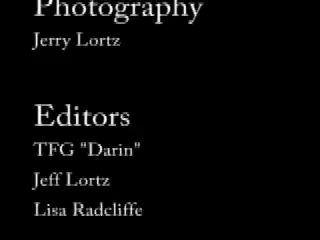 Photography
Jerry Lortz
Editors
TFG "Darin"
Jeff Lortz
Lisa Radcliffe